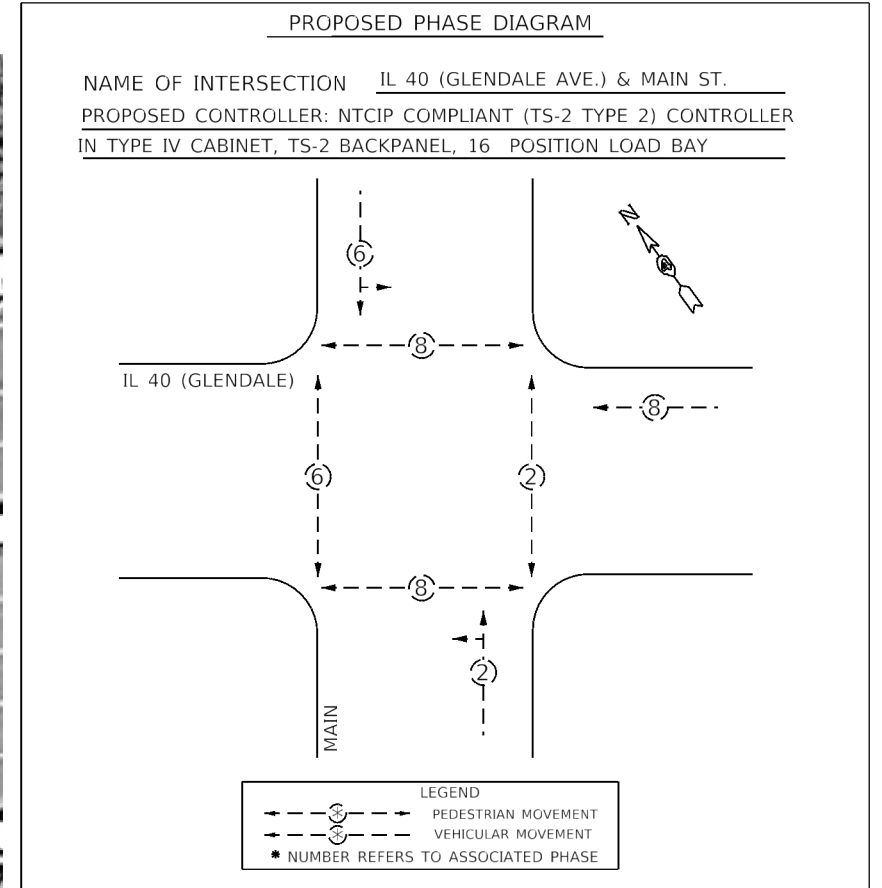 PROPOSED PHASE DIAGRAM
NAME OF INTERSECTION IL 40 (GLENDALE AVE.) & MAIN ST.
PROPOSED CONTROLLER: NTCIP COMPLIANT (TS-2 TYPE 2) CONTROLLER
IN TYPE IV CABINET, TS-2 BACKPANEL, 16 POSITION LOAD BAY
N
6
8
IL 40 (GLENDALE)
8
6
2
8
2
MAIN
LEGEND
* PEDESTRIAN MOVEMENT
* VEHICULAR MOVEMENT
* NUMBER REFERS TO ASSOCIATED PHASE